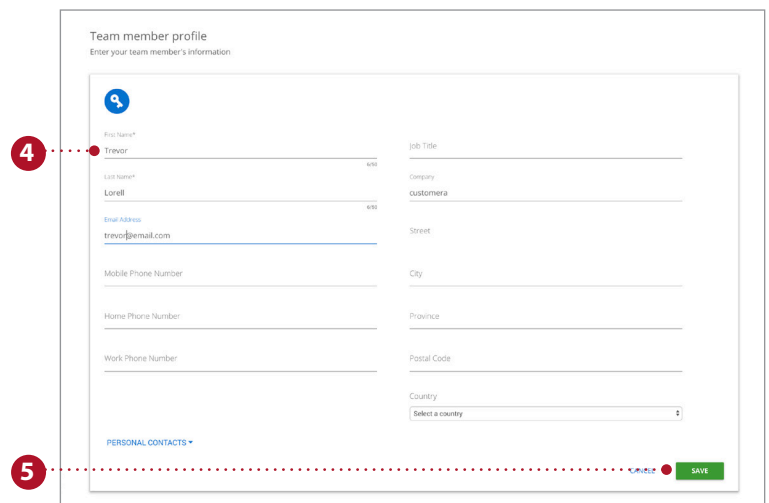 Team member profile
Enter your team member's information
4
First Name*
Trevor
6/50
Last Name*
Lorell
6/50
Email Address
trevor@email.com
Mobile Phone Number
Home Phone Number
Work Phone Number
Job Title
Company
customera
Street
City
Province
Postal Code
Country
Select a country
PERSONAL CONTACTS
5
CANCEL
SAVE